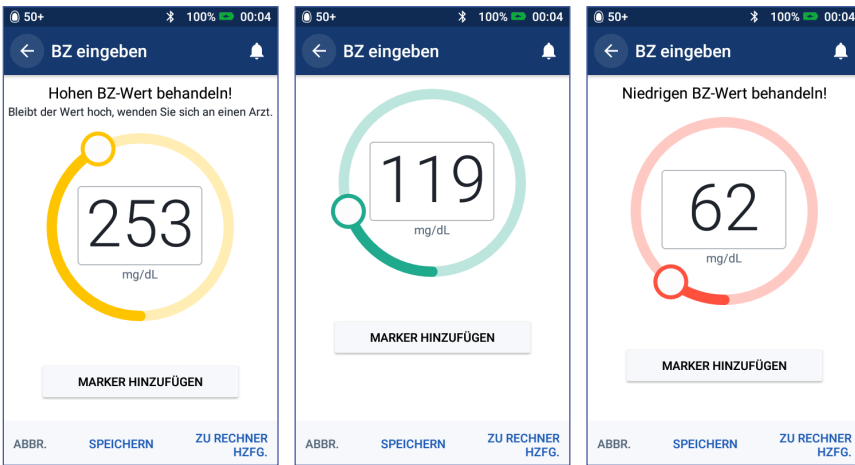 50+ 100% 00:04
BZ eingeben
Hohen BZ-Wert behandeln!
Bleibt der Wert hoch, wenden Sie sich an einen Arzt.
253
mg/dL
MARKER HINZUFÜGEN
ABBR. SPEICHERN ZU RECHNER
HZFG.
50+ 100% 00:04
BZ eingeben
119
mg/dL
MARKER HINZUFÜGEN
ABBR. SPEICHERN ZU RECHNER
HZFG.
50+ 100% 00:04
BZ eingeben
Niedrigen BZ-Wert behandeln!
62
mg/dL
MARKER HINZUFÜGEN
ABBR. SPEICHERN ZU RECHNER
HZFG.